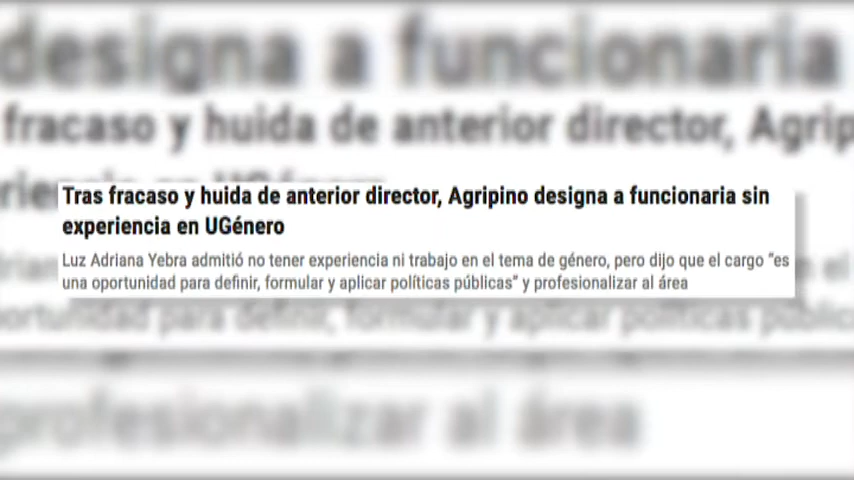 designa a funcionaria
fracaso y huida de anterior director, Agrip
Tras fracaso y huida de anterior director, Agripino designa a funcionaria sin
experiencia en UGénero
Luz Adriana Yebra admitió no tener experiencia ni trabajo en el tema de género, pero dijo que el cargo "es
una oportunidad para definir, formular y aplicar políticas públicas" y profesionalizar al área
profesionalizar al área